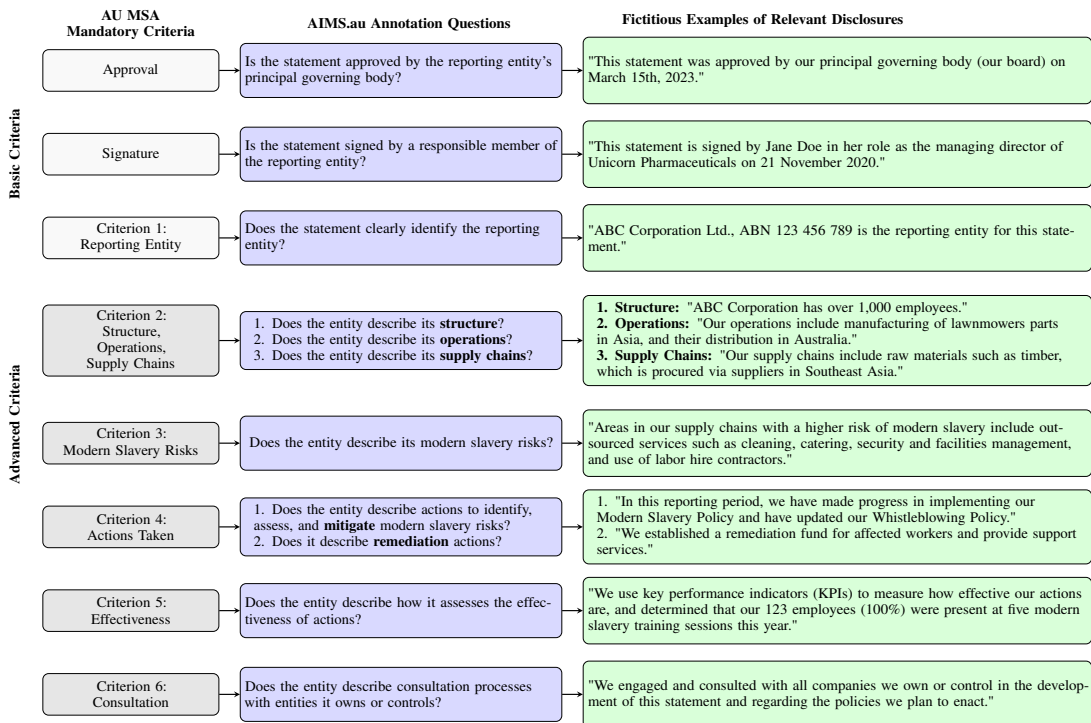 AU MSA
Mandatory Criteria
AIMS.au Annotation Questions
Fictitious Examples of Relevant Disclosures
Basic Criteria
Approval
Is the statement approved by the reporting entity's
principal governing body?
"This statement was approved by our principal governing body (our board) on
March 15th, 2023."
Signature
Is the statement signed by a responsible member of
the reporting entity?
"This statement is signed by Jane Doe in her role as the managing director of
Unicorn Pharmaceuticals on 21 November 2020."
Criterion 1:
Reporting Entity
Does the statement clearly identify the reporting
entity?
"ABC Corporation Ltd., ABN 123 456 789 is the reporting entity for this state-
ment."
Advanced Criteria
Criterion 2:
Structure,
Operations,
Supply Chains
1. Does the entity describe its structure?
2. Does the entity describe its operations?
3. Does the entity describe its supply chains?
1. Structure: "ABC Corporation has over 1,000 employees."
2. Operations: "Our operations include manufacturing of lawnmowers parts
in Asia, and their distribution in Australia."
3. Supply Chains: "Our supply chains include raw materials such as timber,
which is procured via suppliers in Southeast Asia."
Criterion 3:
Modern Slavery Risks
Does the entity describe its modern slavery risks?
"Areas in our supply chains with a higher risk of modern slavery include out-
sourced services such as cleaning, catering, security and facilities management,
and use of labor hire contractors."
Criterion 4:
Actions Taken
1. Does the entity describe actions to identify,
assess, and mitigate modern slavery risks?
2. Does it describe remediation actions?
1. "In this reporting period, we have made progress in implementing our
Modern Slavery Policy and have updated our Whistleblowing Policy."
2. "We established a remediation fund for affected workers and provide support
services."
Criterion 5:
Effectiveness
Does the entity describe how it assesses the effec-
tiveness of actions?
"We use key performance indicators (KPIs) to measure how effective our actions
are, and determined that our 123 employees (100%) were present at five modern
slavery training sessions this year."
Criterion 6:
Consultation
Does the entity describe consultation processes
with entities it owns or controls?
"We engaged and consulted with all companies we own or control in the develop-
ment of this statement and regarding the policies we plan to enact."